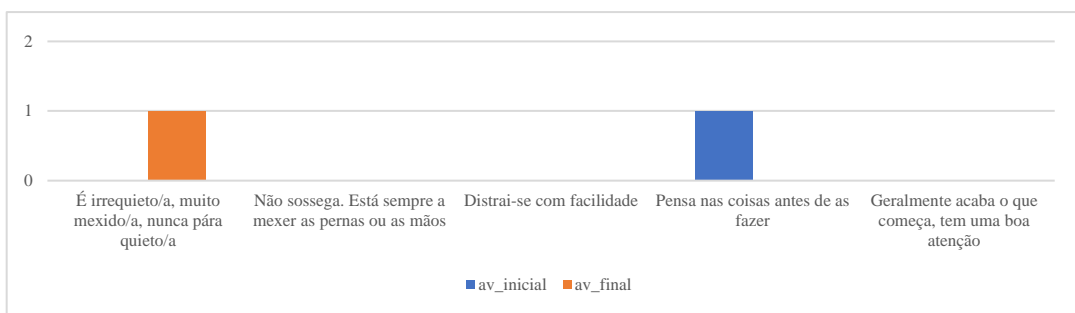 2
1
0
É irrequieto/a, muito
mexido/a, nunca pára
quieto/a
Não sossega. Está sempre a
mexer as pernas ou as mãos
Distrai-se com facilidade
Pensa nas coisas antes de as
fazer
Geralmente acaba o que
começa, tem uma boa
atenção
av_inicial
av_final